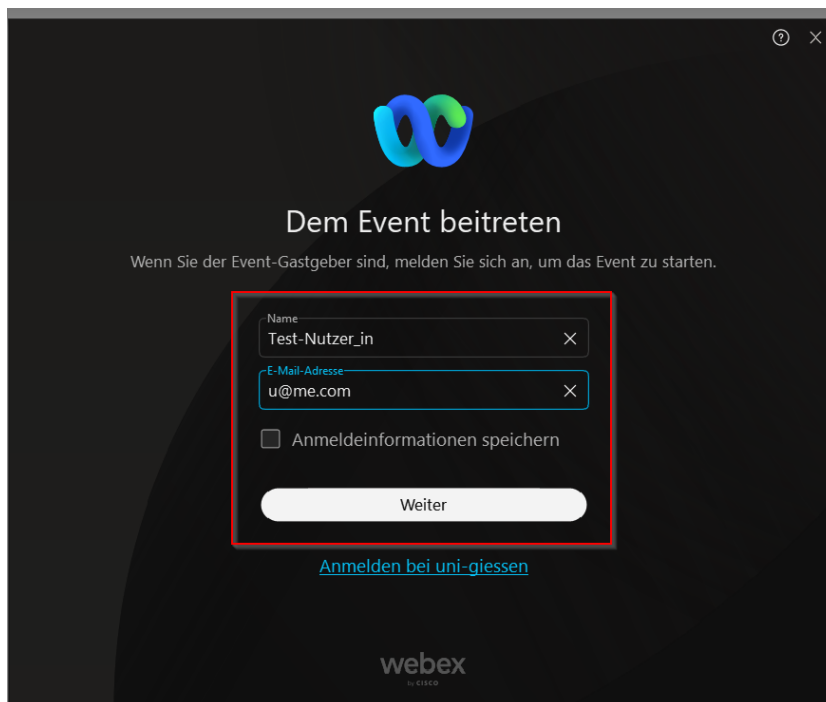 Dem Event beitreten
Wenn Sie der Event-Gastgeber sind, melden Sie sich an, um das Event zu starten.
Name
Test-Nutzer_in
E-Mail-Adresse
u@me.com
Anmeldeinformationen speichern
Weiter
Anmelden bei uni-giessen
webex
by CISCO